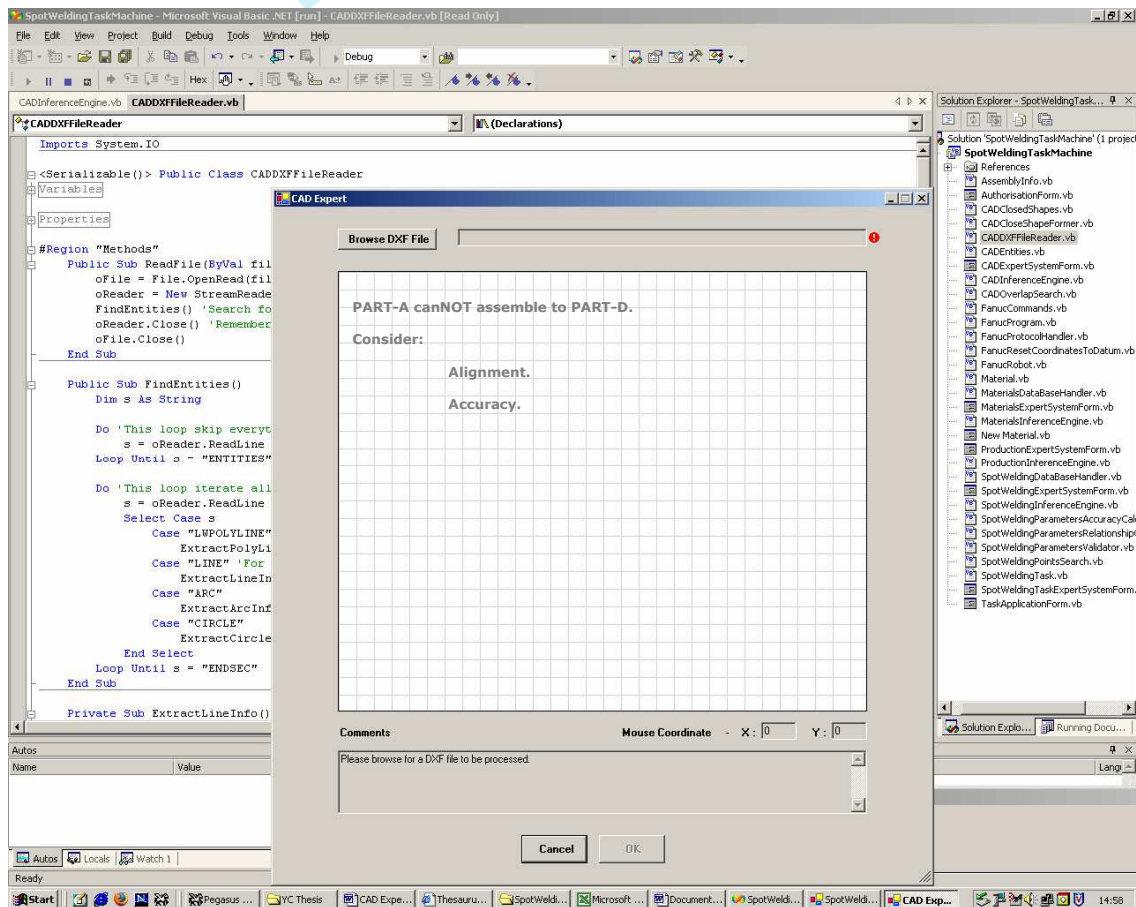 SpotWeldingTaskMachine - Microsoft Visual Basic .NET [run] - CADDXFFileReader.vb [Read Only]
File Edit View Project Build Debug Tools Window Help
Debug
Hex
CADInferenceEngine.vb CADDXFFileReader.vb
CADDXFFileReader (Declarations)
Imports System.IO
<Serializable()> Public Class CADDXFFileReader
Variables
Properties
#Region "Methods"
Public Sub ReadFile(ByVal fil
oFile = File.OpenRead(fil
oReader = New StreamReade
FindEntities() 'Search fo
oReader.Close() 'Remember
oFile.Close()
End Sub
Public Sub FindEntities()
Dim s As String
Do 'This loop skip everyt
s = oReader.ReadLine
Loop Until s = "ENTITIES"
Do 'This loop iterate all
s = oReader.ReadLine
Select Case s
Case "LWPOLYLINE"
ExtractPolyLi
Case "LINE" 'For
ExtractLineIn
Case "ARC"
ExtractArcInf
Case "CIRCLE"
ExtractCircle
End Select
Loop Until s = "ENDSEC"
End Sub
Private Sub ExtractLineInfo()
CAD Expert
Browse DXF File
PART-A canNOT assemble to PART-D.
Consider:
Alignment.
Accuracy.
Comments
Mouse Coordinate - X : 0 Y : 0
Please browse for a DXF file to be processed.
Cancel OK
Solution Explorer - SpotWeldingTask...
Solution 'SpotWeldingTaskMachine' (1 project
SpotWeldingTaskMachine
References
AssemblyInfo.vb
AuthorisationForm.vb
CADClosedShapes.vb
CADCloseShapeFormer.vb
CADDXFFileReader.vb
CADEntities.vb
CADExpertSystemForm.vb
CADInferenceEngine.vb
CADOverlapSearch.vb
FanucCommands.vb
FanucProgram.vb
FanucProtocolHandler.vb
FanucResetCoordinatesToDatum.vb
FanucRobot.vb
Material.vb
MaterialsDataBaseHandler.vb
MaterialsExpertSystemForm.vb
MaterialsInferenceEngine.vb
New Material.vb
ProductionExpertSystemForm.vb
ProductionInferenceEngine.vb
SpotWeldingDataBaseHandler.vb
SpotWeldingExpertSystemForm.vb
SpotWeldingInferenceEngine.vb
SpotWeldingParametersAccuracyCal
SpotWeldingParametersRelationship
SpotWeldingParametersValidator.vb
SpotWeldingPointsSearch.vb
SpotWeldingTask.vb
SpotWeldingTaskExpertSystemForm.
TaskApplicationForm.vb
Solution Explo... Running Docu...
Autos
Name Value
Langu
Autos Locals Watch 1
Ready
Start Pegasus ... YC Thesis CAD Expe... Thesauru... SpotWeldi... Microsoft ... Document... SpotWeldi... SpotWeldi... CAD Exp... 14:58